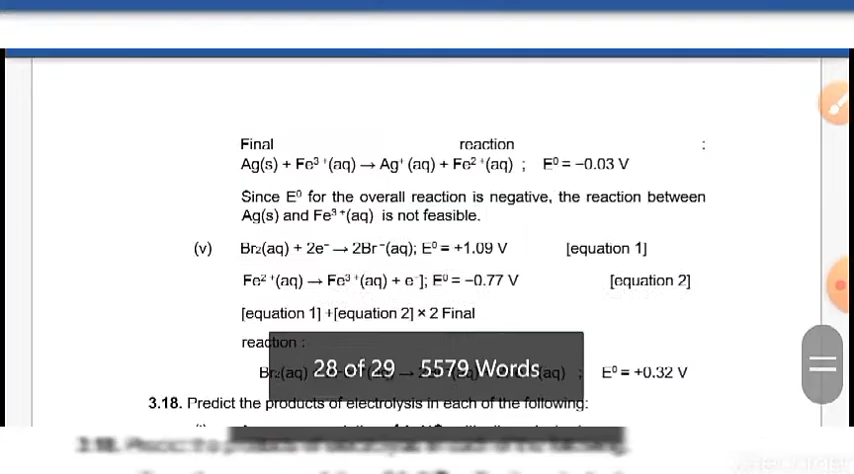 Final reaction :
Ag(s) + Fe³⁺(aq) → Ag⁺ (aq) + Fe²⁺(aq) ; E⁰ = −0.03 V
Since E⁰ for the overall reaction is negative, the reaction between
Ag(s) and Fe³⁺(aq) is not feasible.
(v) Br₂(aq) + 2e⁻ → 2Br⁻(aq); E⁰ = +1.09 V [equation 1]
Fe²⁺(aq) → Fe³⁺(aq) + e⁻]; E⁰ = −0.77 V [equation 2]
[equation 1] +[equation 2] × 2 Final
reaction :
28 of 29 5579 Words
Br₂(aq) → (aq) ; E⁰ = +0.32 V
3.18. Predict the products of electrolysis in each of the following: